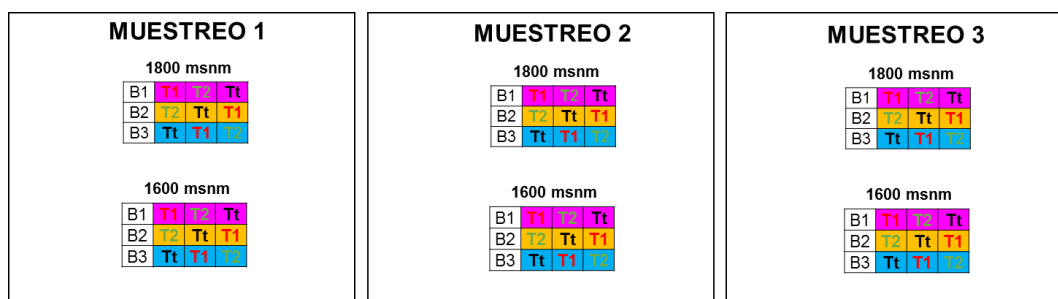 MUESTREO 1
1800 msnm
B1 T1 T2 Tt
B2 T2 Tt T1
B3 Tt T1 T2
1600 msnm
B1 T1 T2 Tt
B2 T2 Tt T1
B3 Tt T1 T2
MUESTREO 2
1800 msnm
B1 T1 T2 Tt
B2 T2 Tt T1
B3 Tt T1 T2
1600 msnm
B1 T1 T2 Tt
B2 T2 Tt T1
B3 Tt T1 T2
MUESTREO 3
1800 msnm
B1 T1 T2 Tt
B2 T2 Tt T1
B3 Tt T1 T2
1600 msnm
B1 T1 T2 Tt
B2 T2 Tt T1
B3 Tt T1 T2